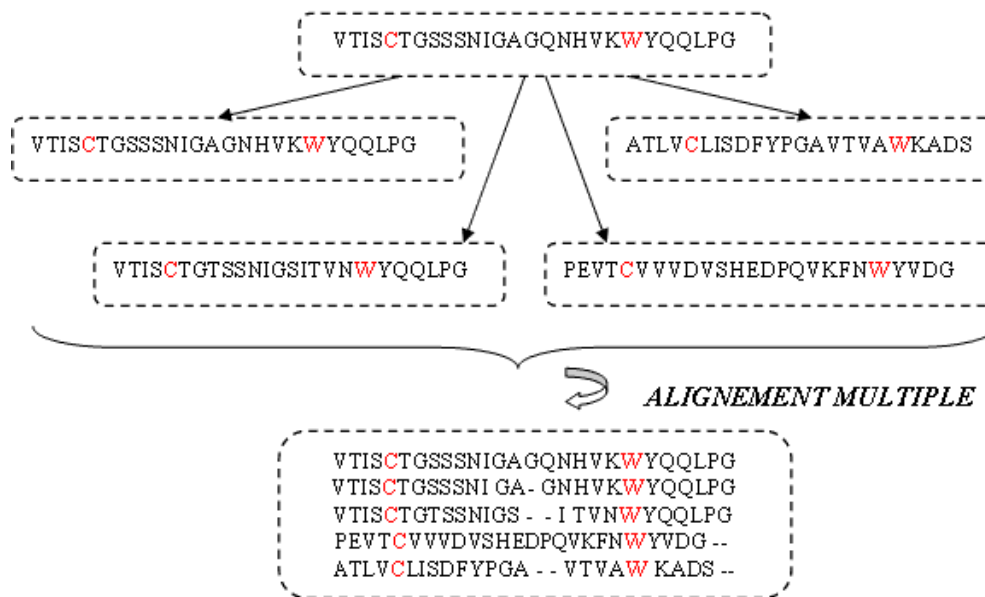 VTISCTGSSSNIGAGQNHVKWYQQLPG
VTISCTGSSSNIGAGNHVKWYQQLPG
ATLVCLISDFYPGAVTVAWKADS
VTISCTGTSSNIGSITVNWYQQLPG
PEVTCVVVDVSHEDPQVKFNWYVDG
ALIGNEMENT MULTIPLE
VTISCTGSSSNIGAGQNHVKWYQQLPG
VTISCTGSSSNI GA-GNHVKWYQQLPG
VTISCTGTSSNIGS - - I TVNWYQQLPG
PEVTCVVVDVSHEDPQVKFNWYVDG --
ATLVCLISDFYPGA - - VTVAW KADS --